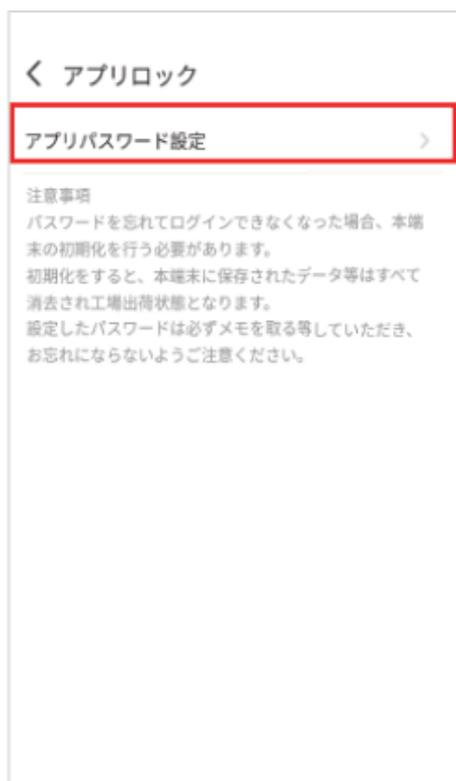 アプリロック
アプリパスワード設定
注意事項
パスワードを忘れてログインできなくなった場合、本端
末の初期化を行う必要があります。
初期化をすると、本端末に保存されたデータ等はすべて
消去され工場出荷状態となります。
設定したパスワードは必ずメモを取る等していただき、
お忘れにならないようご注意ください。